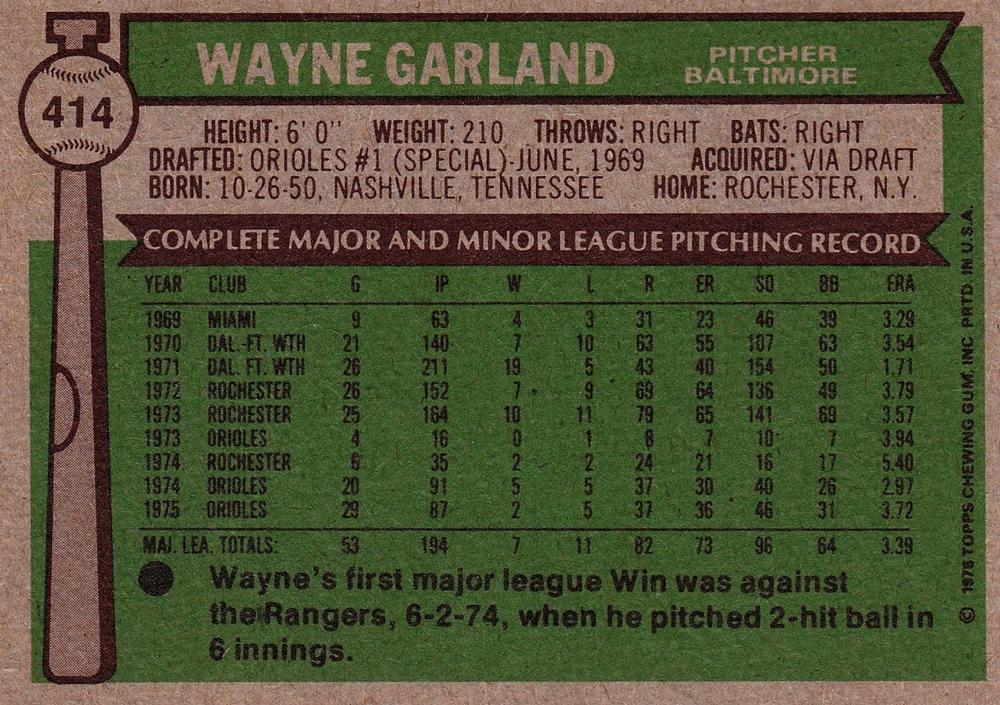 414
WAYNE GARLAND
PITCHER
BALTIMORE
HEIGHT: 6' 0" WEIGHT: 210 THROWS: RIGHT BATS: RIGHT
DRAFTED: ORIOLES #1 (SPECIAL)-JUNE, 1969 ACQUIRED: VIA DRAFT
BORN: 10-26-50, NASHVILLE, TENNESSEE HOME: ROCHESTER, N.Y.
COMPLETE MAJOR AND MINOR LEAGUE PITCHING RECORD
YEAR CLUB G IP W L R ER SO BB ERA
1969 MIAMI 9 63 4 3 31 23 46 39 3.29
1970 DAL.-FT. WTH 21 140 7 10 63 55 107 63 3.54
1971 DAL. FT. WTH 26 211 19 5 43 40 154 50 1.71
1972 ROCHESTER 26 152 7 9 69 64 136 49 3.79
1973 ROCHESTER 25 164 10 11 79 65 141 69 3.57
1973 ORIOLES 4 16 0 1 8 7 10 7 3.94
1974 ROCHESTER 6 35 2 2 24 21 16 17 5.40
1974 ORIOLES 20 91 5 5 37 30 40 26 2.97
1975 ORIOLES 29 87 2 5 37 36 46 31 3.72
MAJ. LEA. TOTALS: 53 194 7 11 82 73 96 64 3.39
Wayne's first major league Win was against
the Rangers, 6-2-74, when he pitched 2-hit ball in
6 innings.
© 1976 TOPPS CHEWING GUM, INC PRTD. IN U.S.A.